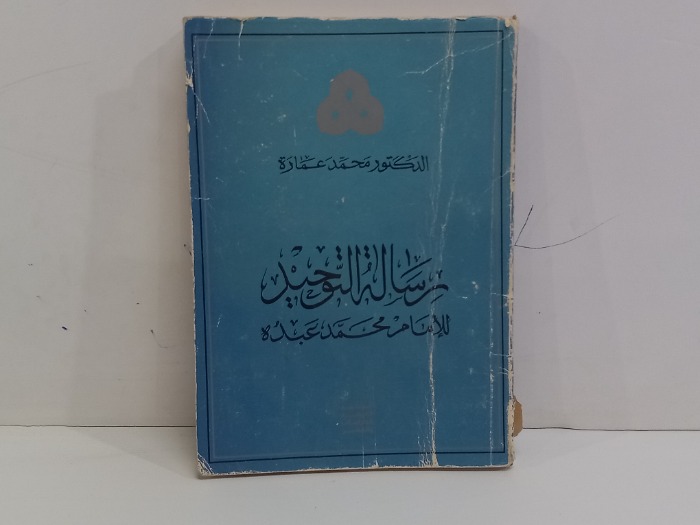 الدكتور محمد عمارة
رسالة التوحيد
للإمام محمد عبده